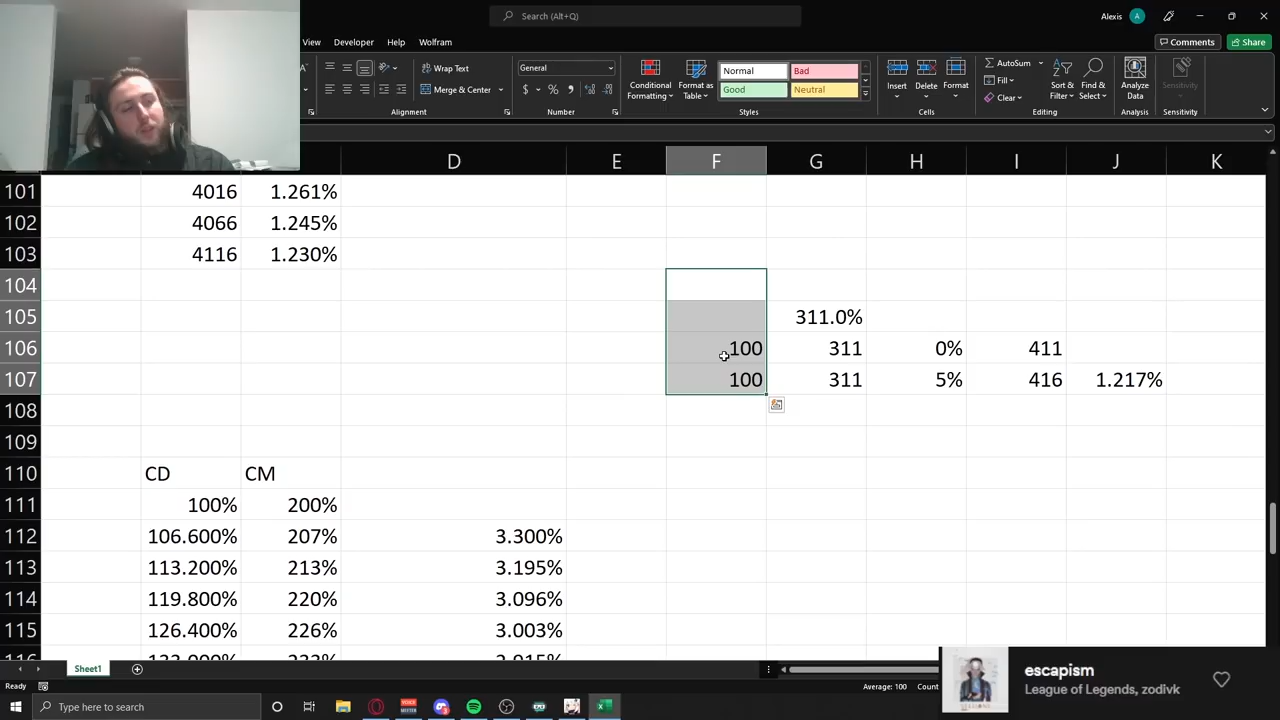 Search (Alt+Q)
Alexis
A
View Developer Help Wolfram
Comments
Share
Wrap Text
General
Merge & Center
Conditional Formatting
Format as Table
Normal
Bad
Good
Neutral
Insert
Delete
Format
AutoSum
Fill
Clear
Sort & Filter
Find & Select
Analyze Data
Sensitivity
Alignment
Number
Styles
Cells
Editing
Analysis
Sensitivity
D E F G H I J K
101 4016 1.261%
102 4066 1.245%
103 4116 1.230%
104
105 311.0%
106 100 311 0% 411
107 100 311 5% 416 1.217%
108
109
110 CD CM
111 100% 200%
112 106.600% 207% 3.300%
113 113.200% 213% 3.195%
114 119.800% 220% 3.096%
115 126.400% 226% 3.003%
116 133.000% 233% 2.915%
Sheet1
escapism
League of Legends, zodivk
Ready
Average: 100
Count
Type here to search